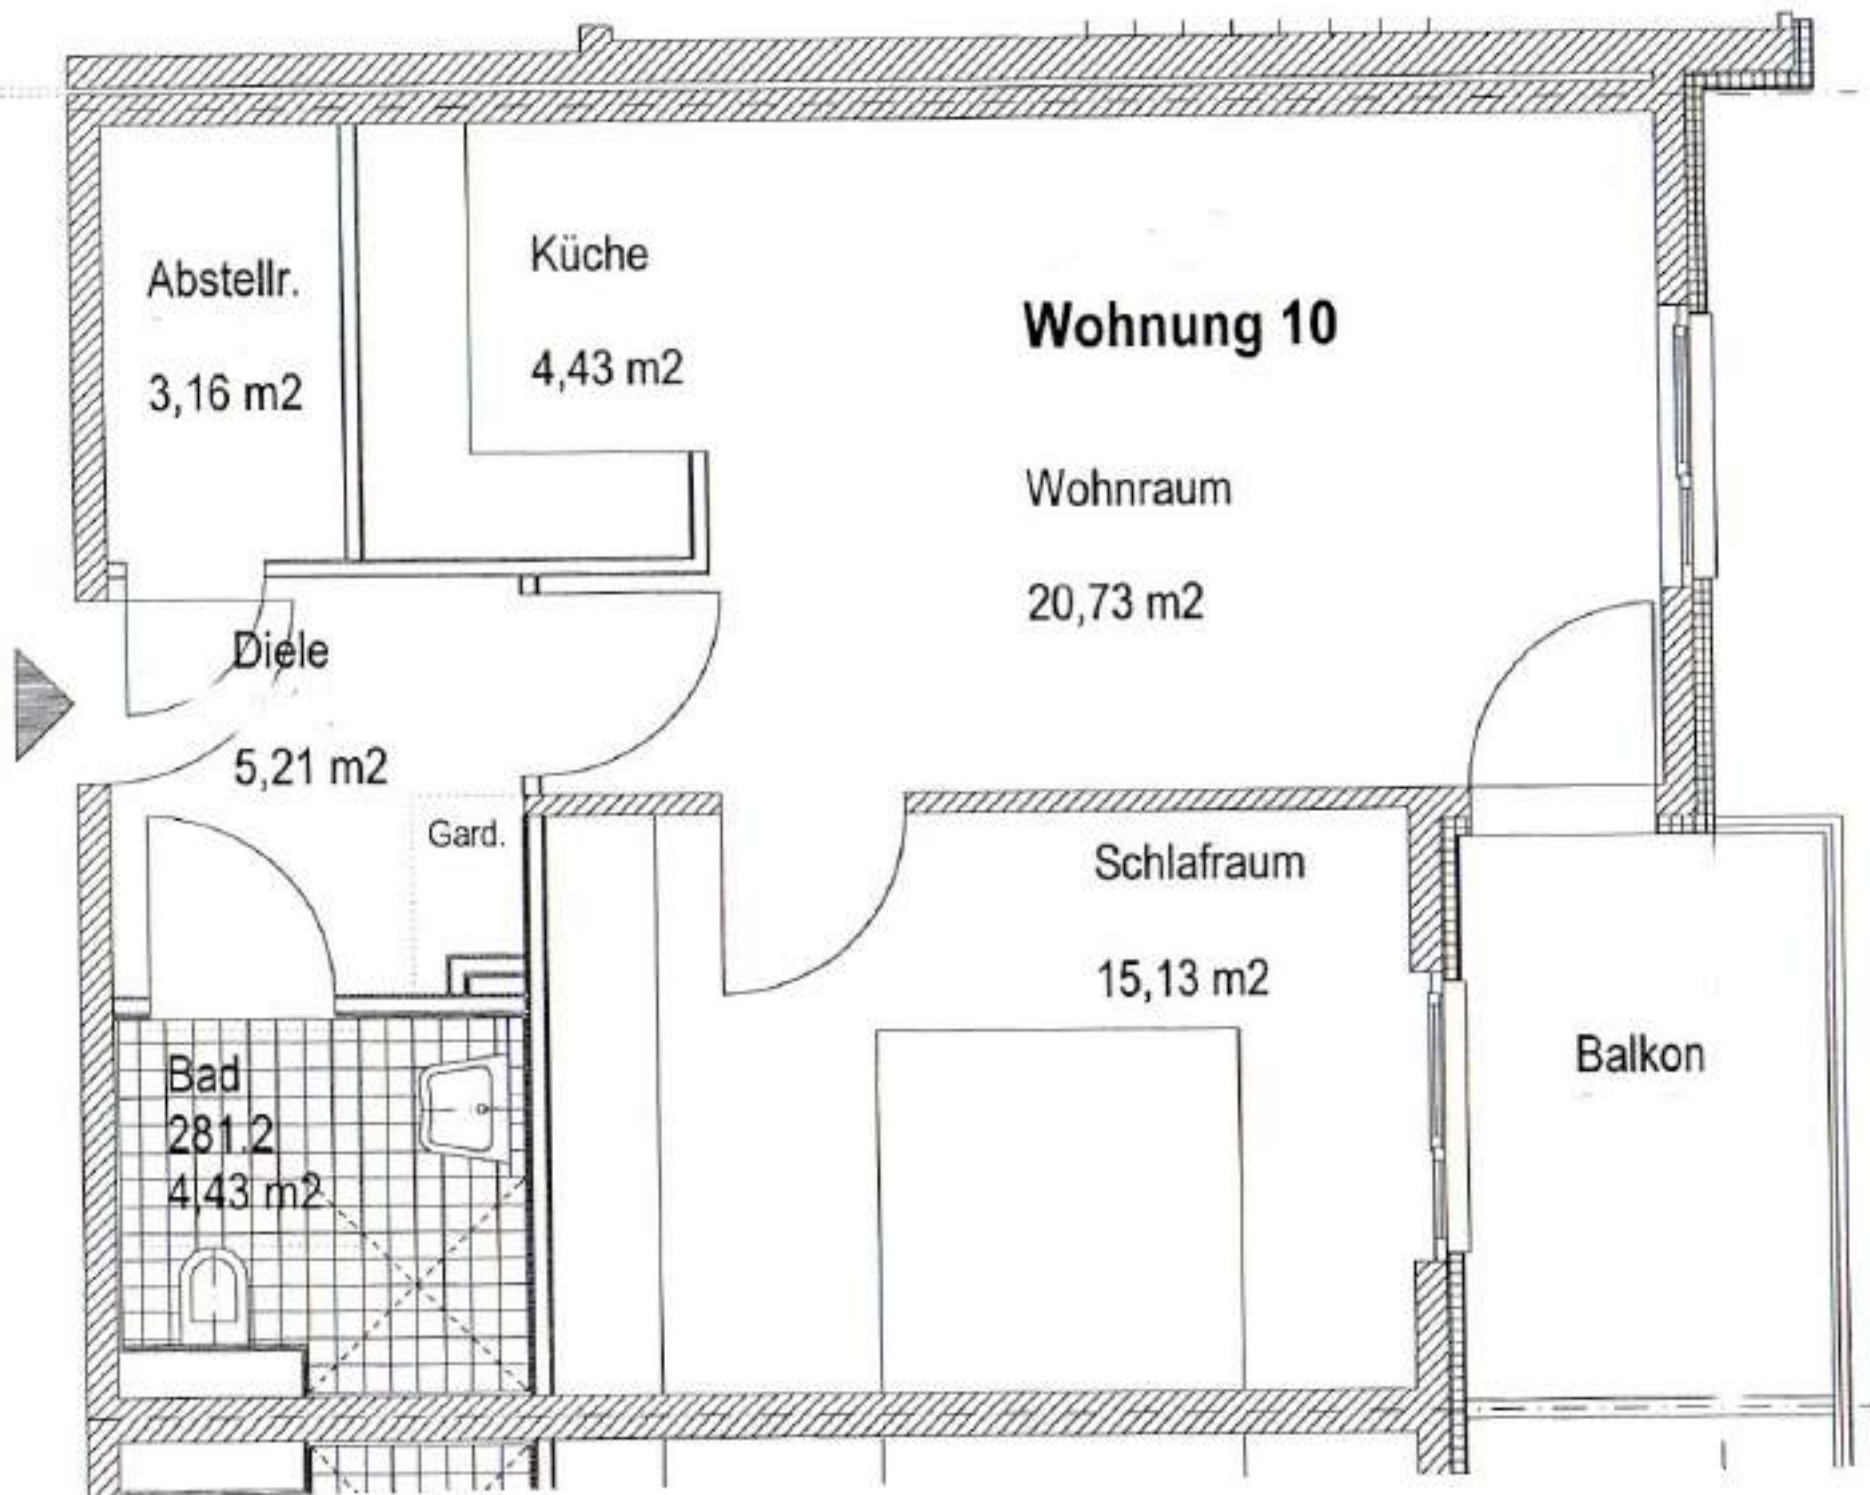 Abstellr.
3,16 m2
Küche
4,43 m2
Wohnung 10
Wohnraum
20,73 m2
Diele
5,21 m2
Gard.
Schlafraum
15,13 m2
Balkon
Bad
281.2
4,43 m2